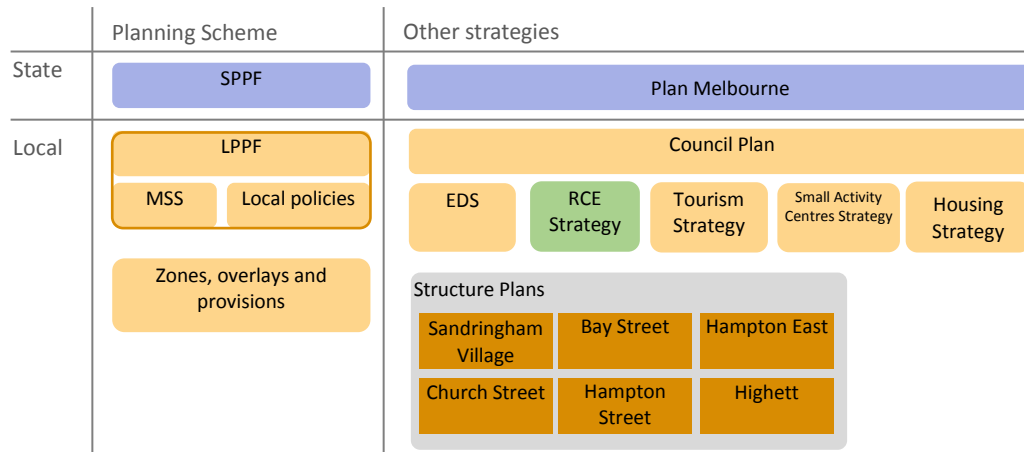 Planning Scheme
Other strategies
State
SPPF
Plan Melbourne
Local
LPPF
Council Plan
MSS
Local policies
EDS
RCE
Strategy
Tourism
Strategy
Small Activity
Centres Strategy
Housing
Strategy
Zones, overlays and
provisions
Structure Plans
Sandringham
Village
Bay Street
Hampton East
Church Street
Hampton
Street
Highett